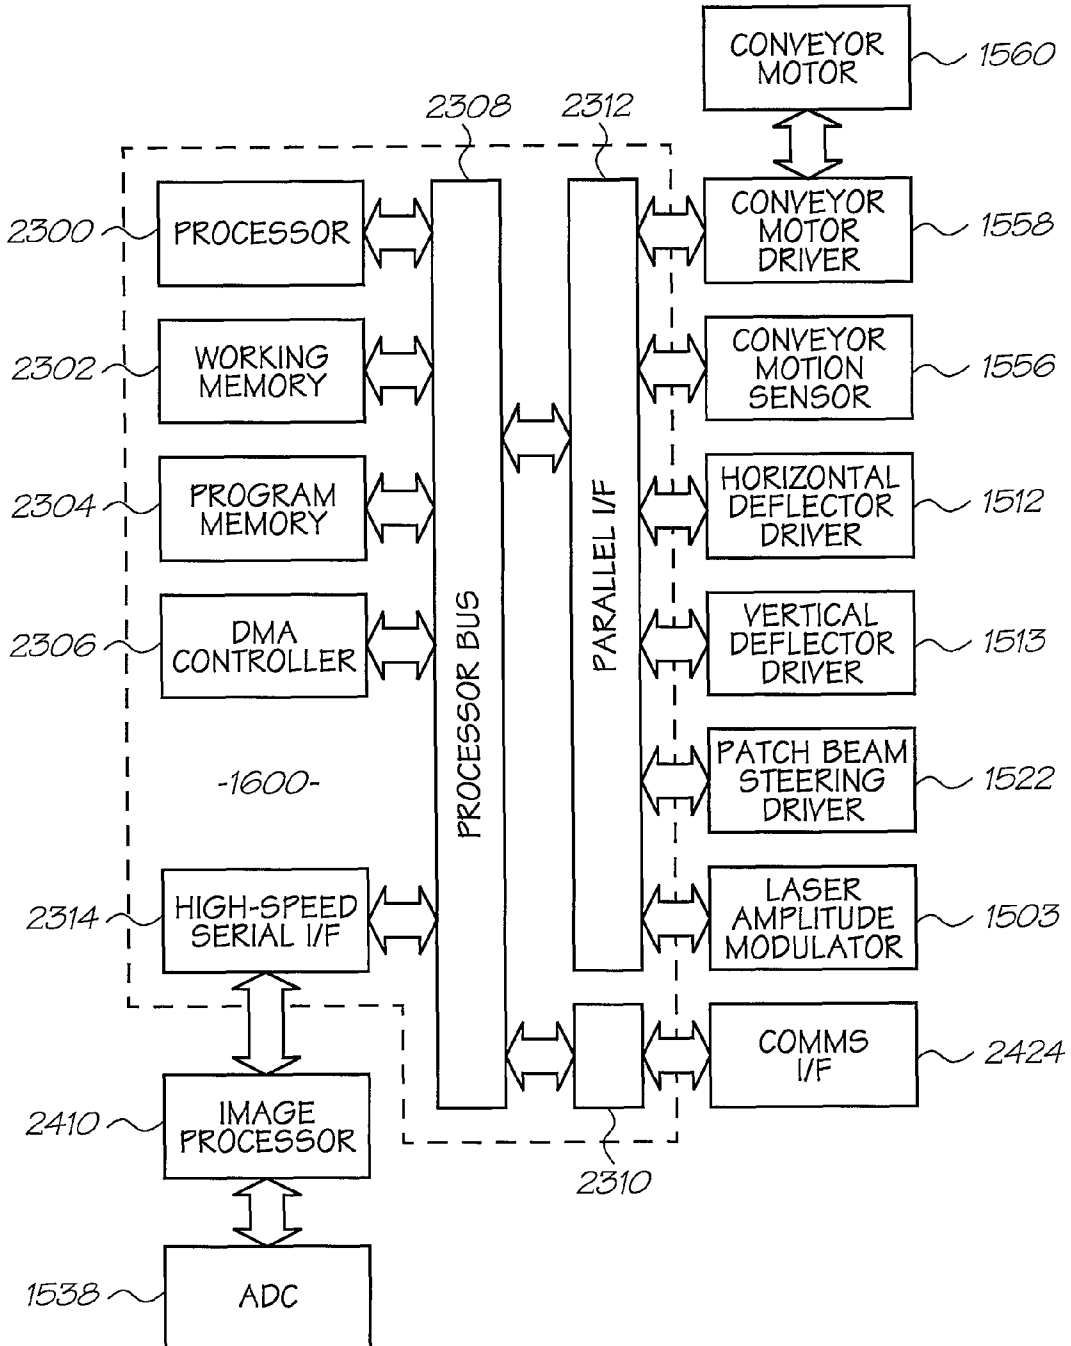 CONVEYOR
MOTOR
1560
2308
2312
2300
PROCESSOR
CONVEYOR
MOTOR
DRIVER
1558
2302
WORKING
MEMORY
CONVEYOR
MOTION
SENSOR
1556
2304
PROGRAM
MEMORY
HORIZONTAL
DEFLECTOR
DRIVER
1512
PARALLEL I/F
2306
DMA
CONTROLLER
PROCESSOR BUS
VERTICAL
DEFLECTOR
DRIVER
1513
-1600-
PATCH BEAM
STEERING
DRIVER
1522
2314
HIGH-SPEED
SERIAL I/F
LASER
AMPLITUDE
MODULATOR
1503
COMMS
I/F
2424
2410
IMAGE
PROCESSOR
2310
1538
ADC